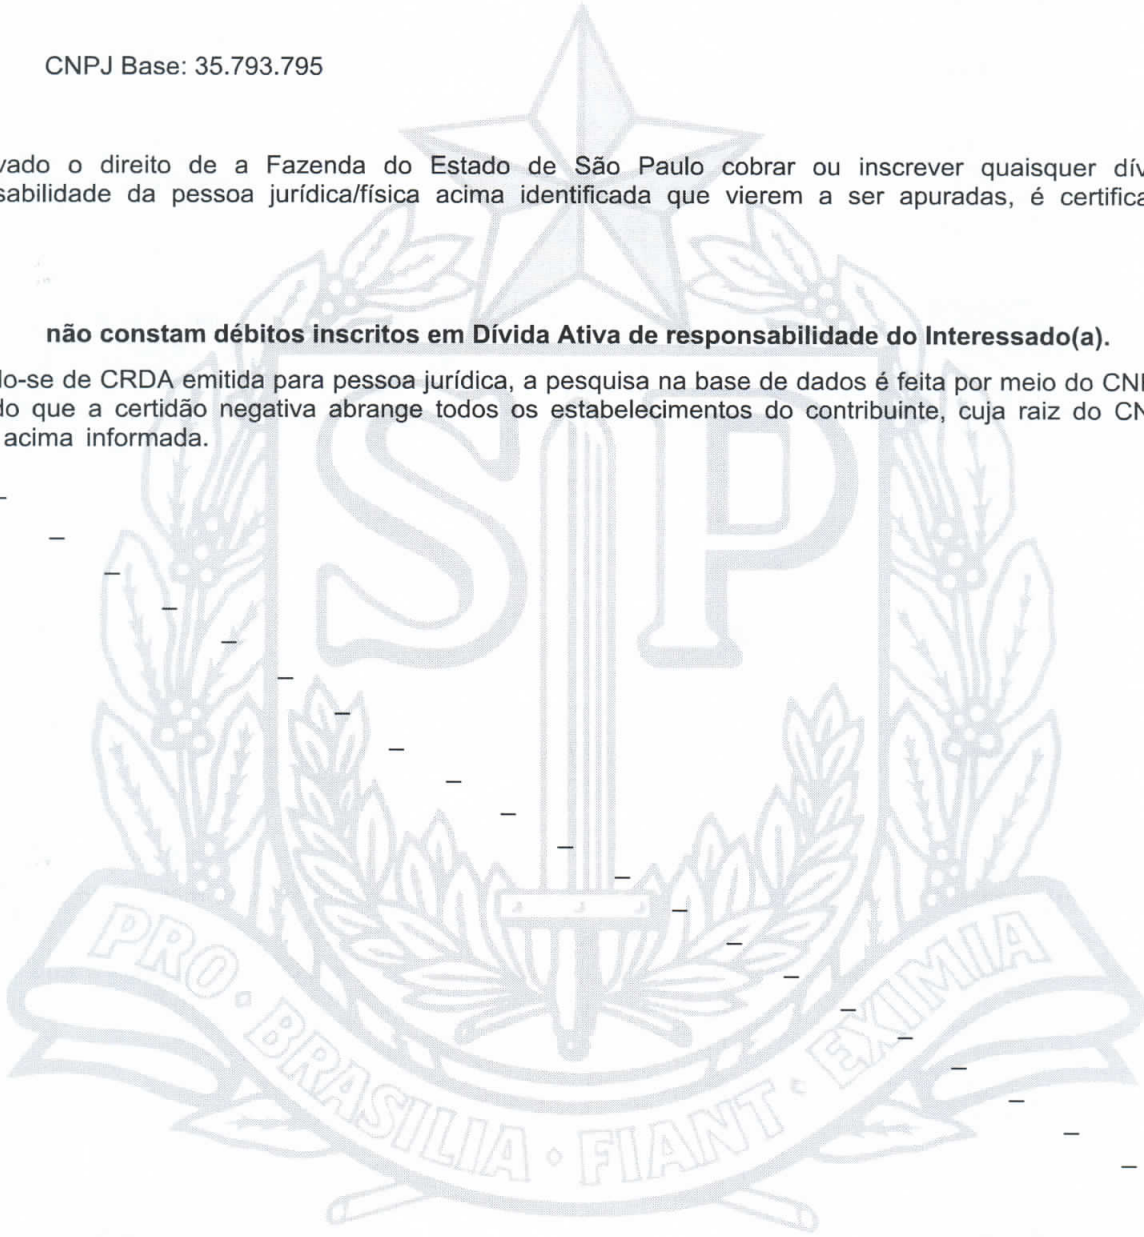 CNPJ Base: 35.793.795
vado o direito de a Fazenda do Estado de São Paulo cobrar ou inscrever quaisquer dív
sabilidade da pessoa jurídica/física acima identificada que vierem a ser apuradas, é certifica
não constam débitos inscritos em Dívida Ativa de responsabilidade do Interessado(a).
do-se de CRDA emitida para pessoa jurídica, a pesquisa na base de dados é feita por meio do CN
do que a certidão negativa abrange todos os estabelecimentos do contribuinte, cuja raiz do CN
acima informada.
SP
PRO · BRASILIA · FIANT · EXIMIA